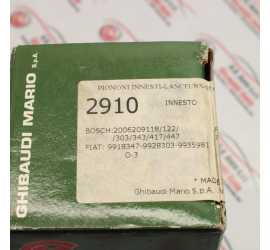 GHIBAUDI MARIO S.p.A.
PIGNONI INNESTI-LANCEURS
2910 INNESTO
BOSCH:2006209118/122/
/303/343/417/447
FIAT: 9918347-9928303-9935981
O-3
* MADE
Ghibaudi Mario S.p.A.